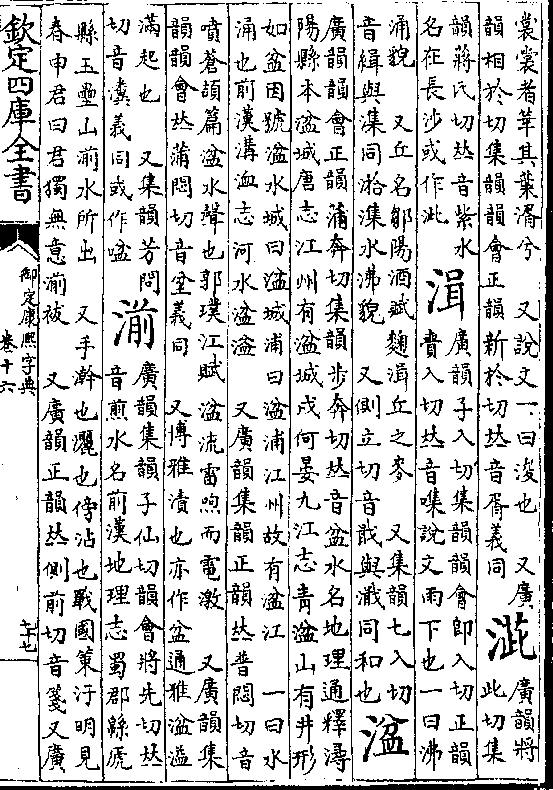 裳裳者華其葉湑兮　又說文一曰浚也　又廣
韻相於切集韻韻會正韻新於切𠀤音胥義同
廣韻將
此切集
韻蔣氏切𠀤音紫水
名在長沙或作泚
湒
廣韻子入切集韻韻會卽入切正韻
賫入切𠀤音喋說文雨下也一曰沸
涌貌　又丘名鄒陽酒賦麴湒丘之麥　又集韻七入切
音緝與㵫同湁湒水沸貌　又側立切音戢與濈同和也
湓
廣韻韻會正韻蒲奔切集韻步奔切𠀤音盆水名地理通釋潯
陽縣本湓城唐志江州有湓城戍何晏九江志青湓山有井形
如盆因號湓水城曰湓城浦曰湓浦江州故有湓江　一曰水
涌也前漢溝洫志河水湓溢　又廣韻集韻正韻𠀤普悶切音
噴蒼頡篇湓水聲也郭璞江賦湓流雷呴而電激　又廣韻集
韻韻會𠀤蒲悶切音坌義同　又博雅漬也亦作盆通雅湓溢
滿起也　又集韻芳問
切音瀵義同或作㖹
湔
廣韻集韻子仙切韻會將先切𠀤
音煎水名前漢地理志蜀郡緜虒
縣玉壘山湔水所出　又手澣也灑也傍沾也戰國策汙明見
春申君曰君獨無意湔祓　又廣韻正韻𠀤側前切音箋又廣
欽定四庫全書
御定康熙字典
卷十六
二十七